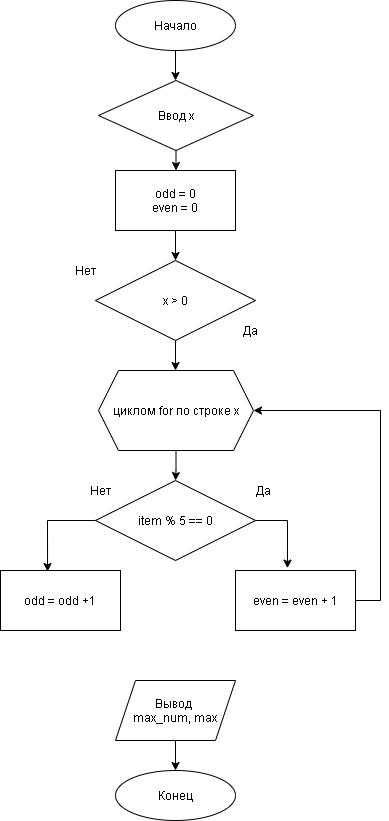 Начало
Ввод x
odd = 0
even = 0
Нет
x > 0
Да
циклом for по строке x
Нет
Да
item % 5 == 0
odd = odd +1
even = even + 1
Вывод
max_num, max
Конец